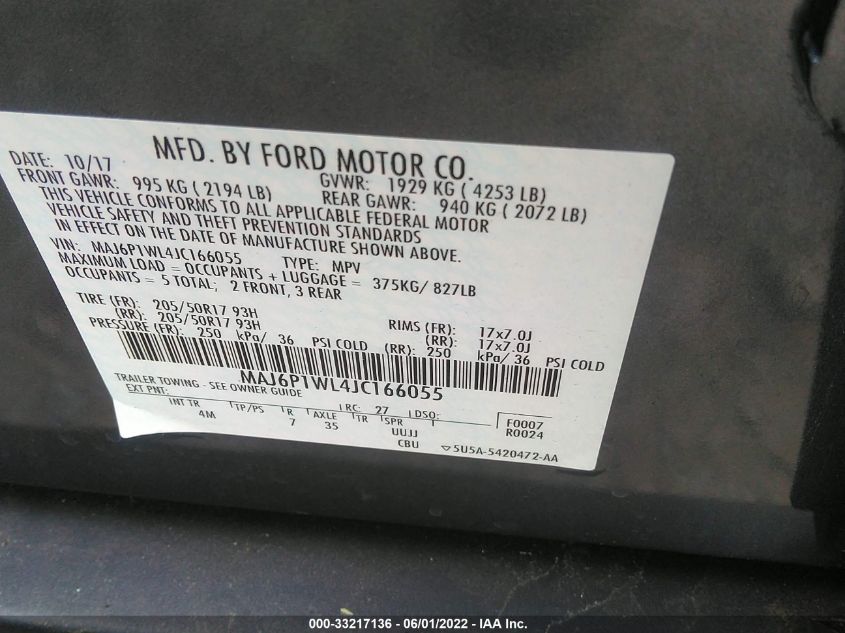 MFD. BY FORD MOTOR CO.
DATE: 10/17 GVWR: 1929 KG ( 4253 LB)
FRONT GAWR: 995 KG ( 2194 LB) REAR GAWR: 940 KG ( 2072 LB)
THIS VEHICLE CONFORMS TO ALL APPLICABLE FEDERAL MOTOR
VEHICLE SAFETY AND THEFT PREVENTION STANDARDS
IN EFFECT ON THE DATE OF MANUFACTURE SHOWN ABOVE.
VIN: MAJ6P1WL4JC166055 TYPE: MPV
MAXIMUM LOAD = OCCUPANTS + LUGGAGE = 375KG/ 827LB
OCCUPANTS = 5 TOTAL; 2 FRONT, 3 REAR
TIRE (FR): 205/50R17 93H RIMS (FR): 17x7.0J
(RR): 205/50R17 93H (RR): 17x7.0J
PRESSURE (FR): 250 kPa/ 36 PSI COLD (RR): 250 kPa/ 36 PSI COLD
MAJ6P1WL4JC166055
TRAILER TOWING - SEE OWNER GUIDE
EXT PNT: RC: 27 DSO: F0007
INT TR TP/PS R AXLE TR SPR R0024
4M 7 35 UUJJ
CBU 5U5A-5420472-AA
000-33217136 - 06/01/2022 - IAA Inc.